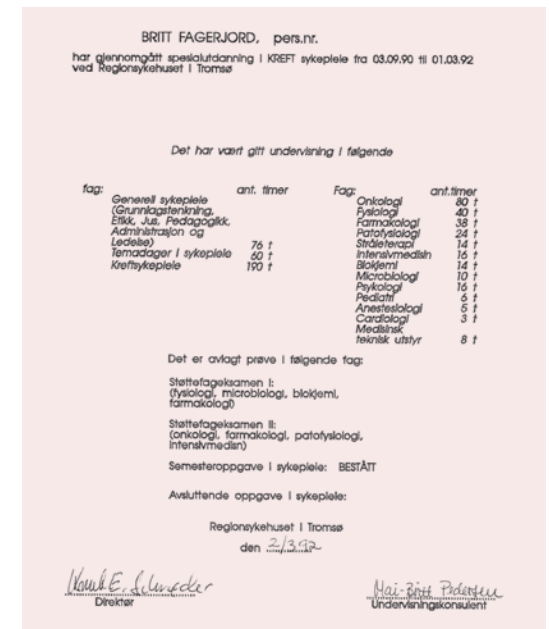 BRITT FAGERJORD, pers.nr.
har gjennomgått spesialutdanning i KREFT sykepleie fra 03.09.90 til 01.03.92
ved Regionsykehuset i Tromsø
Det har vært gitt undervisning i følgende
fag: ant. timer
Generell sykepleie
(Grunnlagstenkning,
Etikk, Jus, Pedagogikk,
Administrasjon og
Ledelse) 76 t
Temadager i sykepleie 60 t
Kreftsykepleie 190 t
Fag: ant.timer
Onkologi 80 t
Fysiologi 40 t
Farmakologi 38 t
Patofysiologi 24 t
Stråleterapi 14 t
Intensivmedisin 16 t
Biokjemi 14 t
Microbiologi 10 t
Psykologi 16 t
Pediatri 6 t
Anestesiologi 5 t
Cardiologi 3 t
Medisinsk
teknisk utstyr 8 t
Det er avlagt prøve i følgende fag:
Støttefageksamen I:
(fysiologi, microbiologi, biokjemi,
farmakologi)
Støttefageksamen II:
(onkologi, farmakologi, patofysiologi,
intensivmedisn)
Semesteroppgave i sykepleie: BESTÅTT
Avsluttende oppgave i sykepleie:
Regionsykehuset i Tromsø
den 2/3.92
Direktør
Mai-Britt Pedersen
Undervisningskonsulent